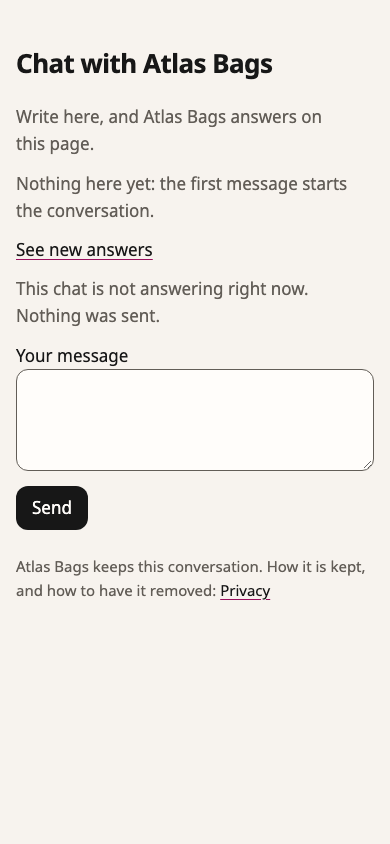 Chat with Atlas Bags
Write here, and Atlas Bags answers on
this page.
Nothing here yet: the first message starts
the conversation.
See new answers
This chat is not answering right now.
Nothing was sent.
Your message
Send
Atlas Bags keeps this conversation. How it is kept,
and how to have it removed: Privacy